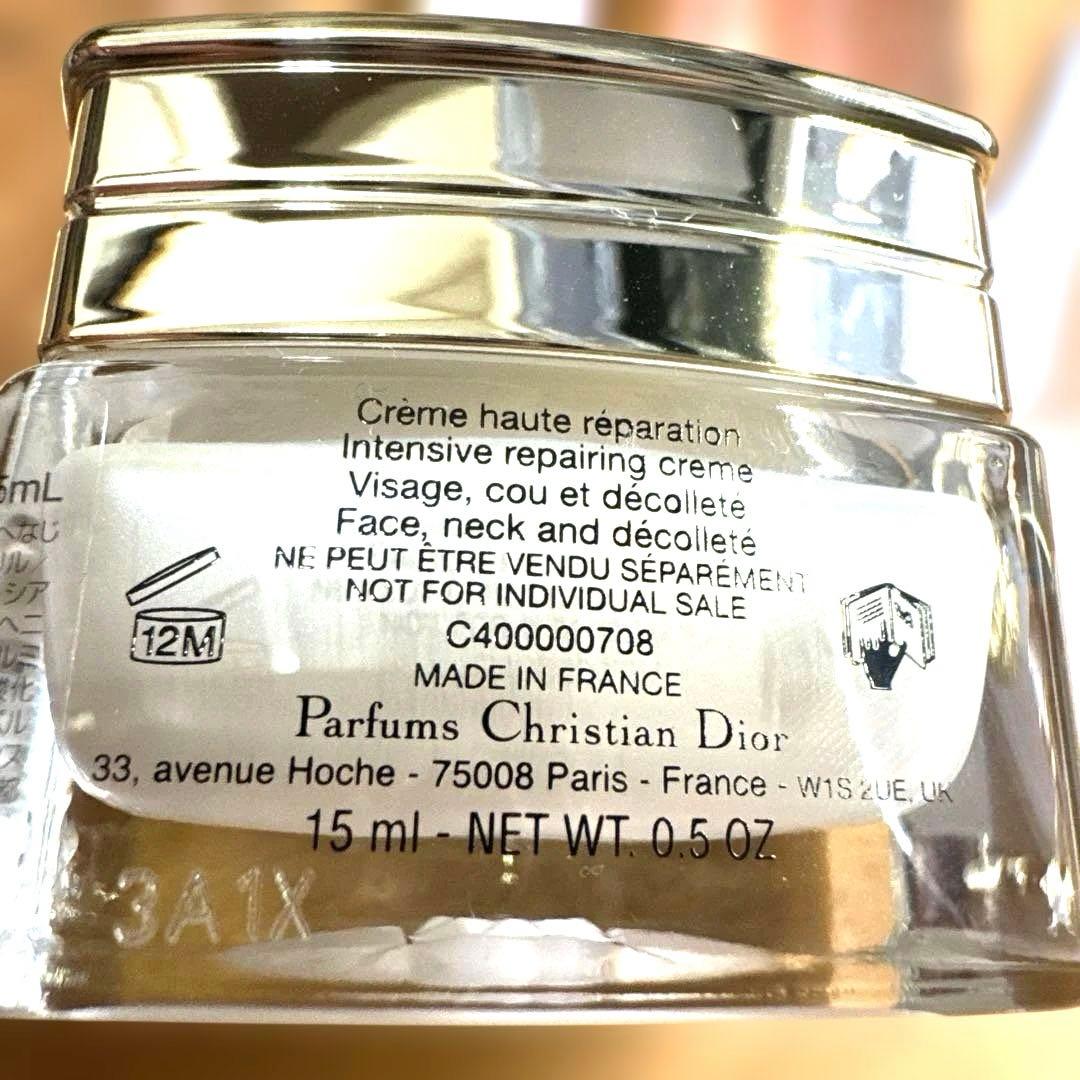 Crème haute réparation
Intensive repairing creme
Visage, cou et décolleté
Face, neck and décolleté
NE PEUT ÊTRE VENDU SÉPARÉMENT
NOT FOR INDIVIDUAL SALE
C400000708
MADE IN FRANCE
Parfums Christian Dior
33, avenue Hoche - 75008 Paris - France - W1S 2UE, UK
15 ml - NET WT. 0.5 OZ
12M
3A1X